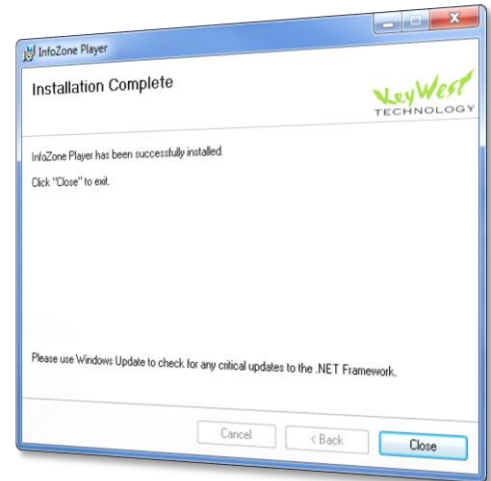 InfoZone Player
Installation Complete
KeyWest
TECHNOLOGY
InfoZone Player has been successfully installed.
Click "Close" to exit.
Please use Windows Update to check for any critical updates to the .NET Framework.
Cancel
< Back
Close